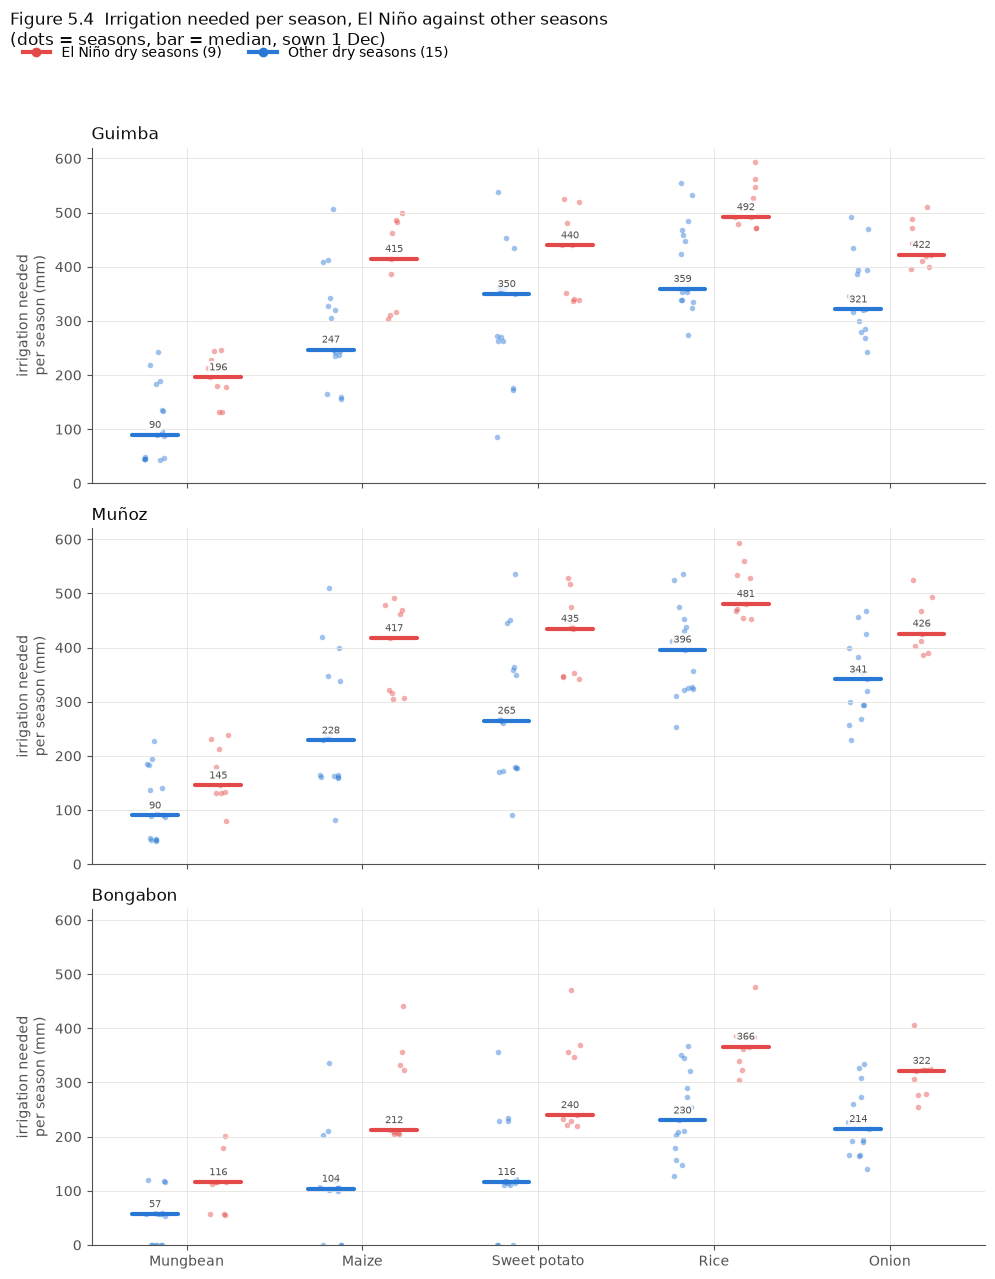 Figure 5.4  Irrigation needed per season, El Niño against other seasons
(dots = seasons, bar = median, sown 1 Dec)
El Niño dry seasons (9)
Other dry seasons (15)
Guimba
irrigation needed
per season (mm)
600
500
400
300
200
100
0
90
196
247
415
350
440
359
492
321
422
Muñoz
irrigation needed
per season (mm)
600
500
400
300
200
100
0
90
145
228
417
265
435
396
481
341
426
Bongabon
irrigation needed
per season (mm)
600
500
400
300
200
100
0
57
116
104
212
116
240
230
366
214
322
Mungbean
Maize
Sweet potato
Rice
Onion